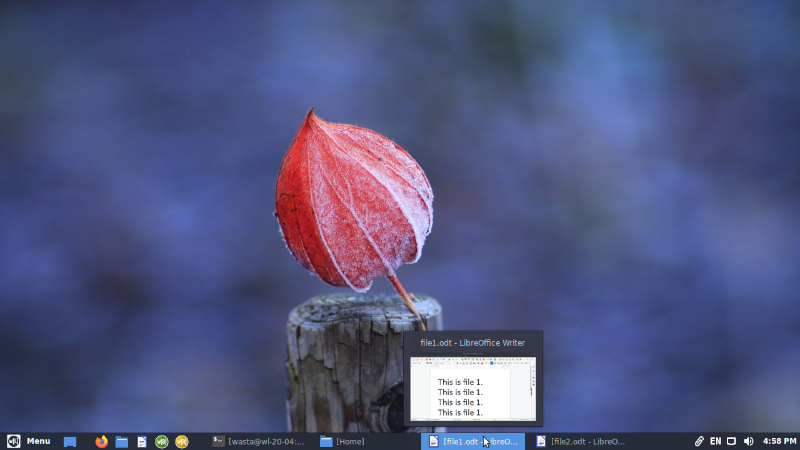 file1.odt - LibreOffice Writer
This is file 1.
This is file 1.
This is file 1.
This is file 1.
Menu
[wasta@wl-20-04:...
[Home]
[file1.odt - LibreO...
file2.odt - LibreO...
EN
4:58 PM